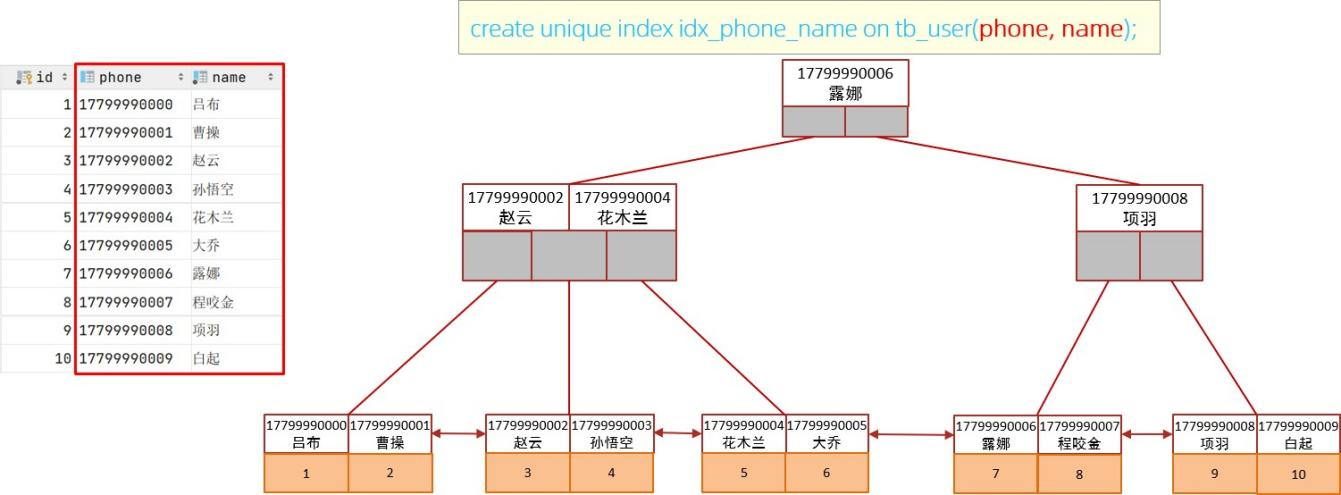 create unique index idx_phone_name on tb_user(phone, name);
id phone name
1 17799990000 吕布
2 17799990001 曹操
3 17799990002 赵云
4 17799990003 孙悟空
5 17799990004 花木兰
6 17799990005 大乔
7 17799990006 露娜
8 17799990007 程咬金
9 17799990008 项羽
10 17799990009 白起
17799990006
露娜
17799990002 17799990004
赵云 花木兰
17799990008
项羽
17799990000 17799990001
吕布 曹操
1 2
17799990002 17799990003
赵云 孙悟空
3 4
17799990004 17799990005
花木兰 大乔
5 6
17799990006 17799990007
露娜 程咬金
7 8
17799990008 17799990009
项羽 白起
9 10